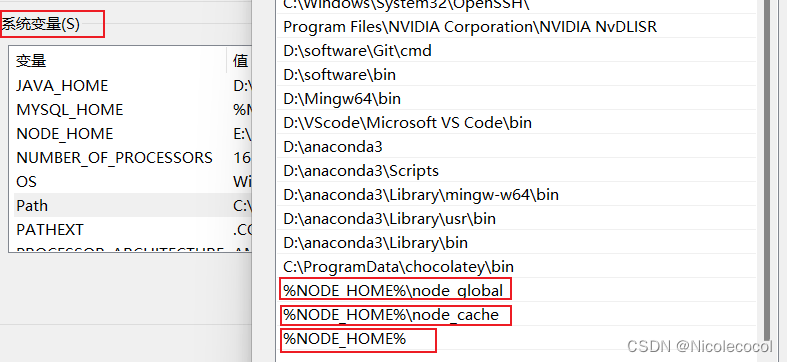 系统变量(S)
变量 值
JAVA_HOME D:\
MYSQL_HOME %M
NODE_HOME E:\
NUMBER_OF_PROCESSORS 16
OS Wi
Path C:\
PATHEXT .CO
PROCESSOR_ARCHITECTURE AM
C:\Windows\System32\OpenSSH\
Program Files\NVIDIA Corporation\NVIDIA NvDLISR
D:\software\Git\cmd
D:\software\bin
D:\Mingw64\bin
D:\VScode\Microsoft VS Code\bin
D:\anaconda3
D:\anaconda3\Scripts
D:\anaconda3\Library\mingw-w64\bin
D:\anaconda3\Library\usr\bin
D:\anaconda3\Library\bin
C:\ProgramData\chocolatey\bin
%NODE_HOME%\node_global
%NODE_HOME%\node_cache
%NODE_HOME%
CSDN @Nicolecocol